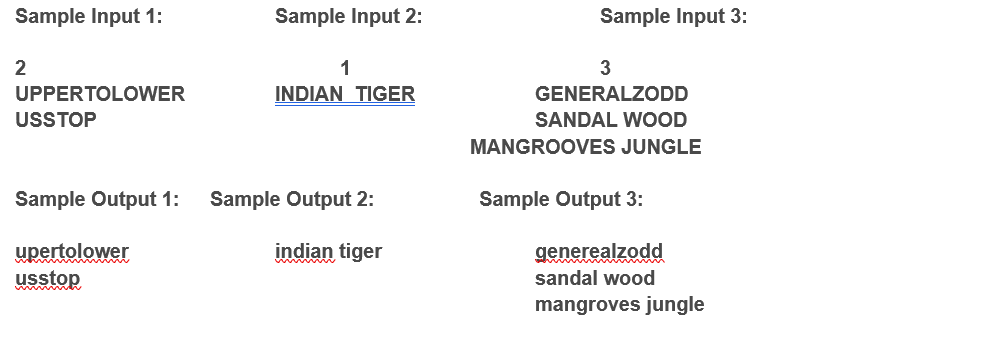 Sample Input 1: Sample Input 2: Sample Input 3:
2 1 3
UPPERTOLOWER INDIAN  TIGER GENERALZODD
USSTOP SANDAL WOOD
MANGROOVES JUNGLE
Sample Output 1: Sample Output 2: Sample Output 3:
upertolower indian tiger generealzodd
usstop sandal wood
mangroves jungle